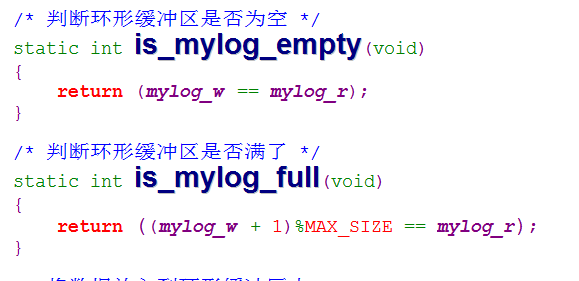 /* 判断环形缓冲区是否为空 */
static int is_mylog_empty(void)
{
    return (mylog_w == mylog_r);
}
/* 判断环形缓冲区是否满了 */
static int is_mylog_full(void)
{
    return ((mylog_w + 1)%MAX_SIZE == mylog_r);
}